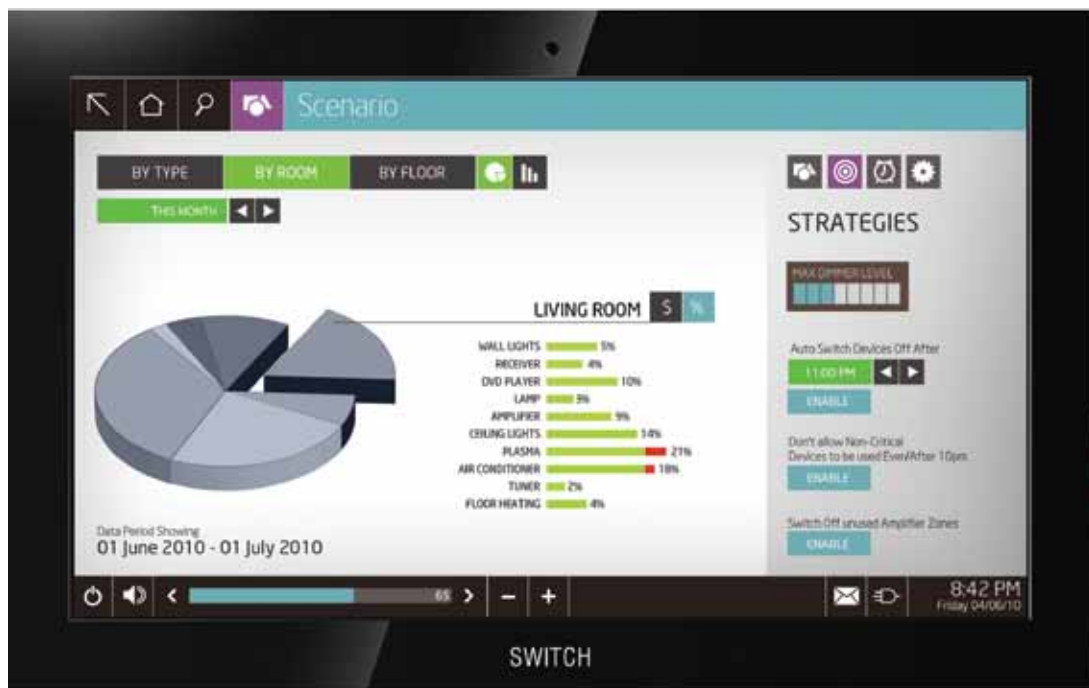 Scenario
BY TYPE
BY ROOM
BY FLOOR
THIS MONTH
STRATEGIES
MAX DIMMER LEVEL
LIVING ROOM
$
%
WALL LIGHTS 5%
RECEIVER 4%
DVD PLAYER 10%
LAMP 3%
AMPLIFIER 9%
CEILING LIGHTS 14%
PLASMA 21%
AIR CONDITIONER 18%
TUNER 2%
FLOOR HEATING 4%
Auto Switch Devices Off After
11:00 PM
ENABLE
Don't allow Non-Critical
Devices to be used Ever/After 10pm
ENABLE
Switch Off unused Amplifier Zones
ENABLE
Data Period Showing
01 June 2010 - 01 July 2010
65
8:42 PM
Friday 04/06/10
SWITCH